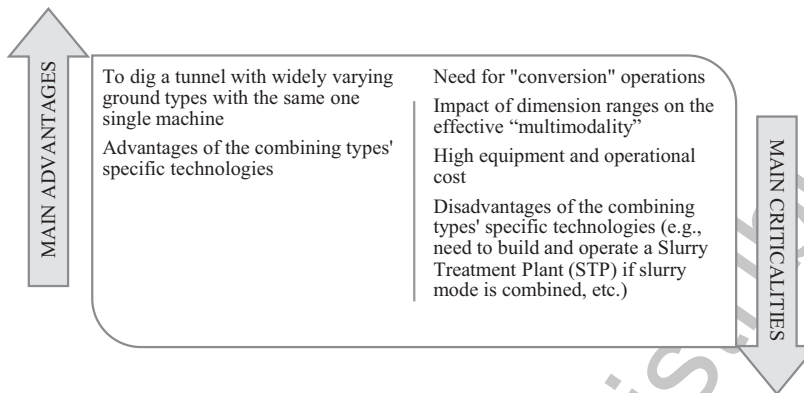 MAIN ADVANTAGES
To dig a tunnel with widely varying
ground types with the same one
single machine
Advantages of the combining types'
specific technologies
Need for "conversion" operations
Impact of dimension ranges on the
effective “multimodality”
High equipment and operational
cost
Disadvantages of the combining
types' specific technologies (e.g.,
need to build and operate a Slurry
Treatment Plant (STP) if slurry
mode is combined, etc.)
MAIN CRITICALITIES